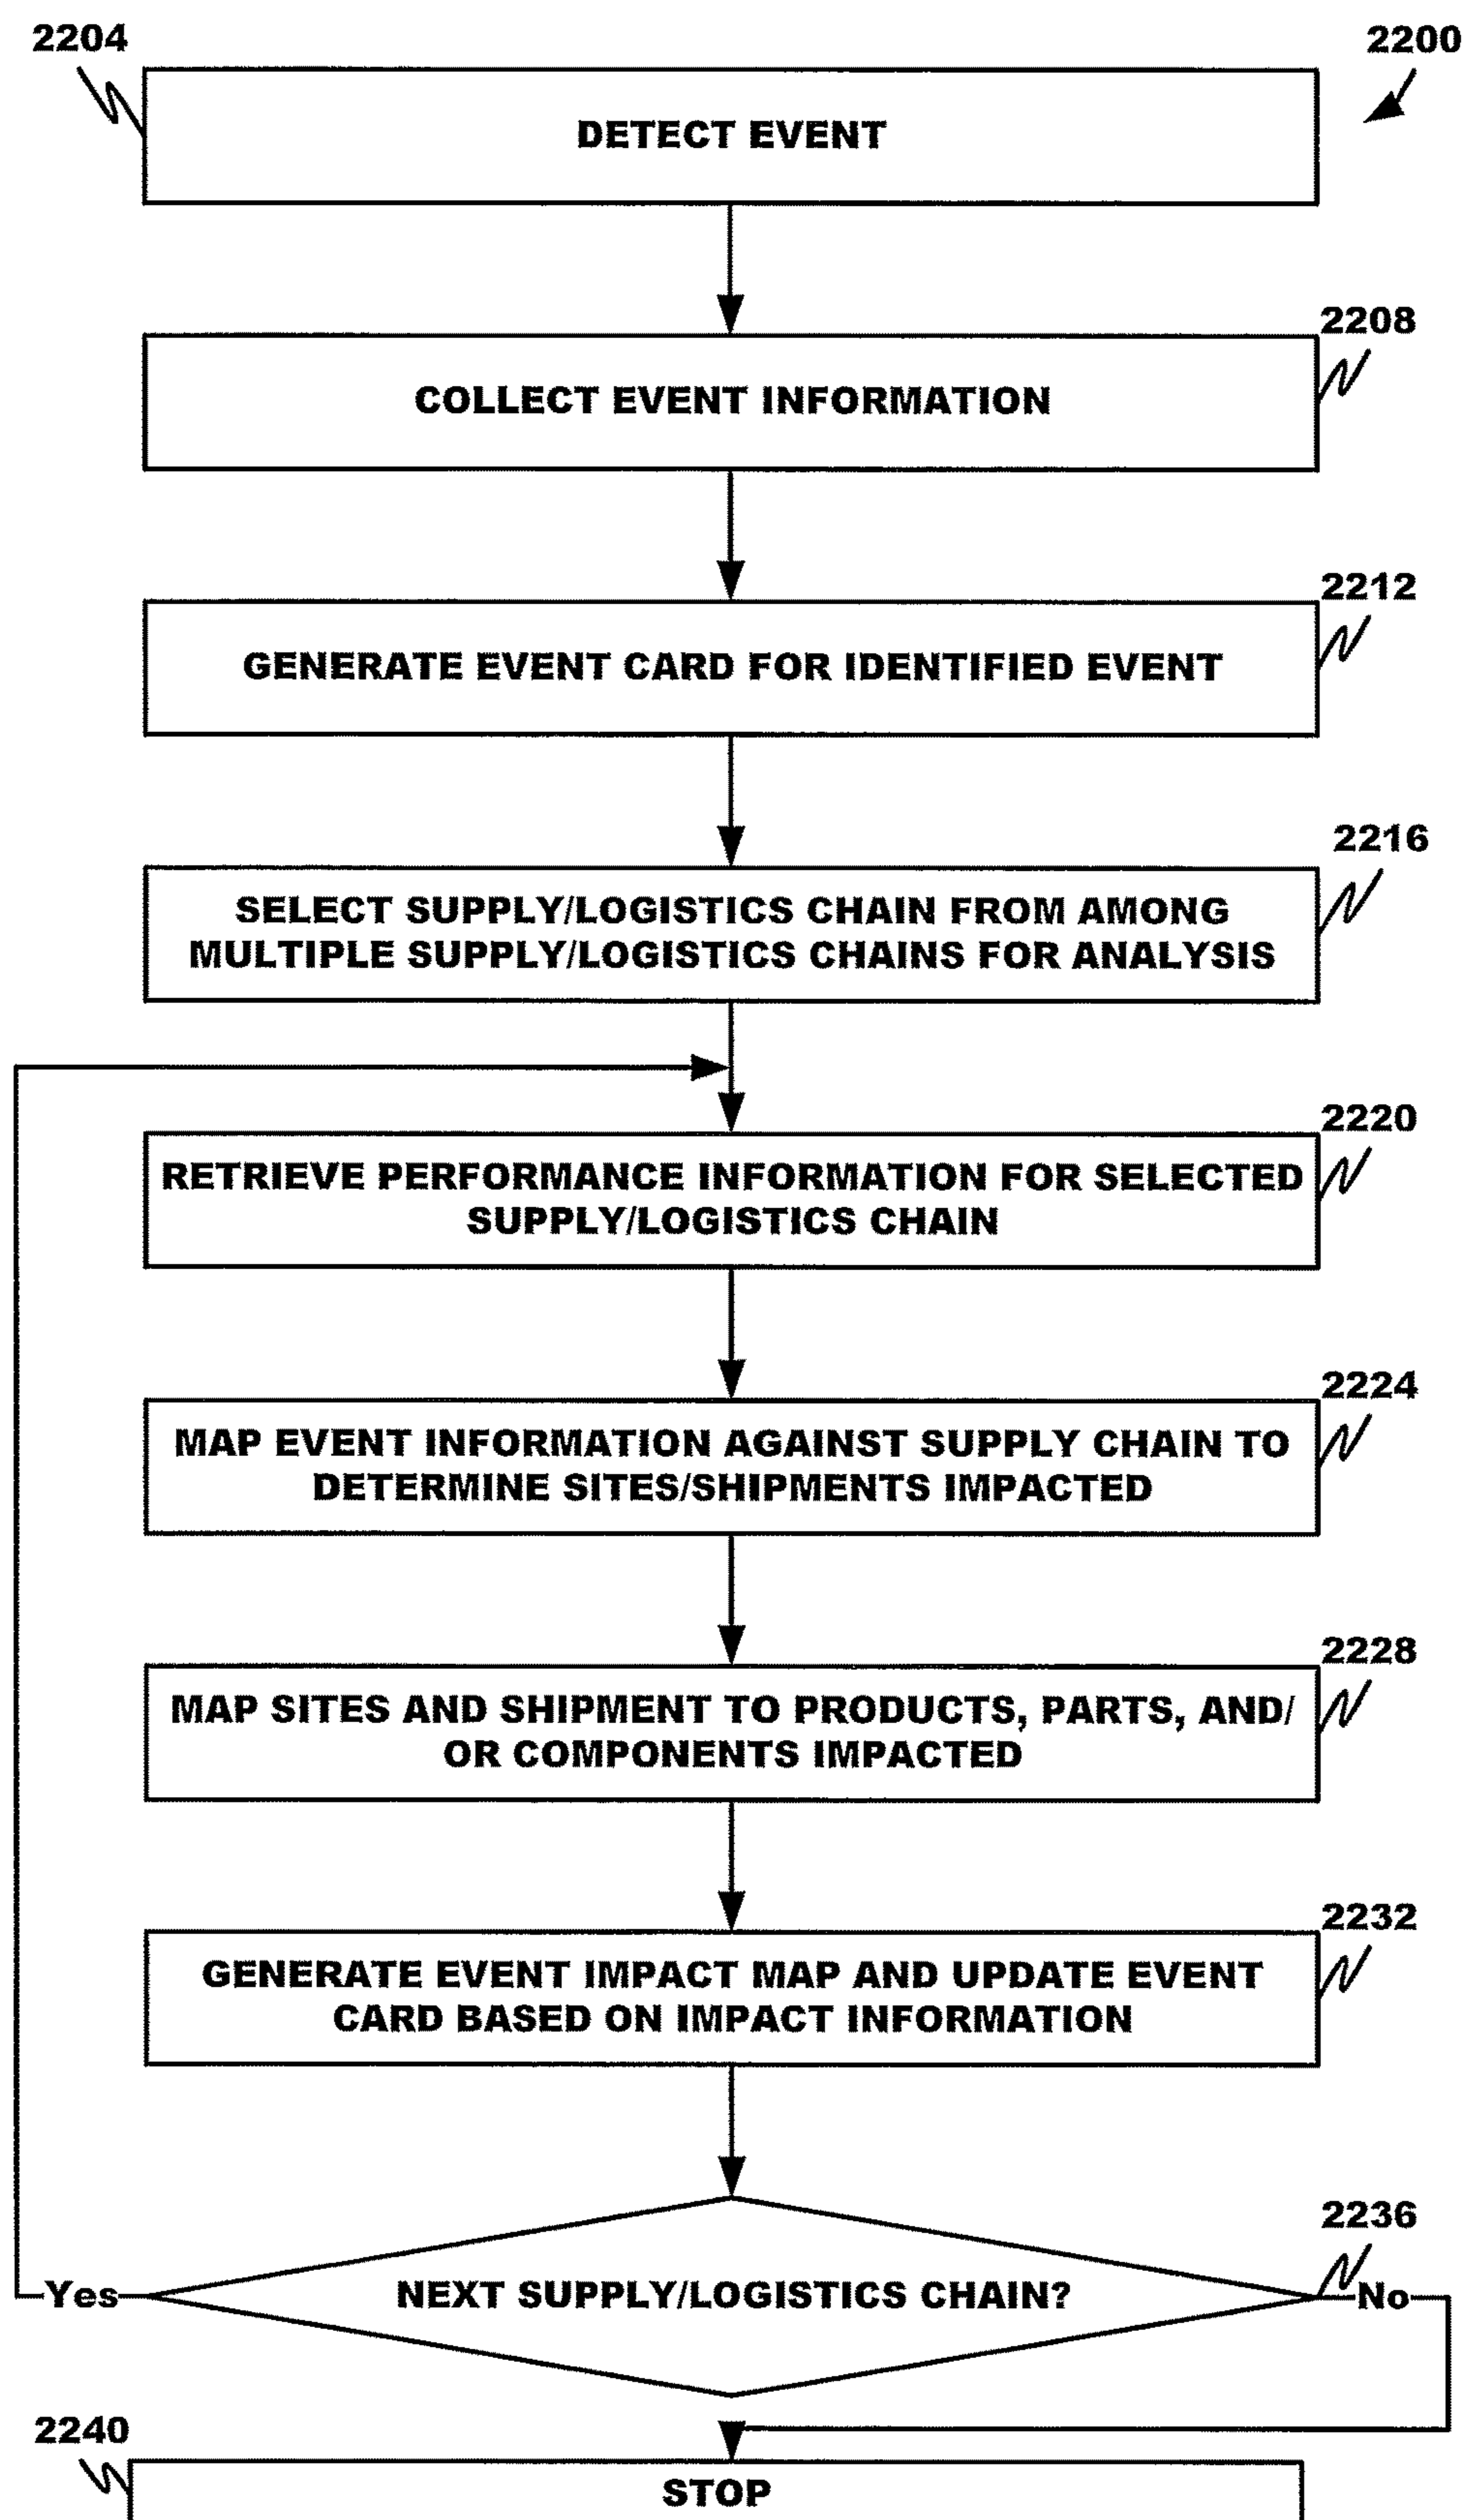 2204
2200
DETECT EVENT
2208
COLLECT EVENT INFORMATION
2212
GENERATE EVENT CARD FOR IDENTIFIED EVENT
2216
SELECT SUPPLY/LOGISTICS CHAIN FROM AMONG
MULTIPLE SUPPLY/LOGISTICS CHAINS FOR ANALYSIS
2220
RETRIEVE PERFORMANCE INFORMATION FOR SELECTED
SUPPLY/LOGISTICS CHAIN
2224
MAP EVENT INFORMATION AGAINST SUPPLY CHAIN TO
DETERMINE SITES/SHIPMENTS IMPACTED
2228
MAP SITES AND SHIPMENT TO PRODUCTS, PARTS, AND/
OR COMPONENTS IMPACTED
2232
GENERATE EVENT IMPACT MAP AND UPDATE EVENT
CARD BASED ON IMPACT INFORMATION
2236
Yes
NEXT SUPPLY/LOGISTICS CHAIN?
No
2240
STOP